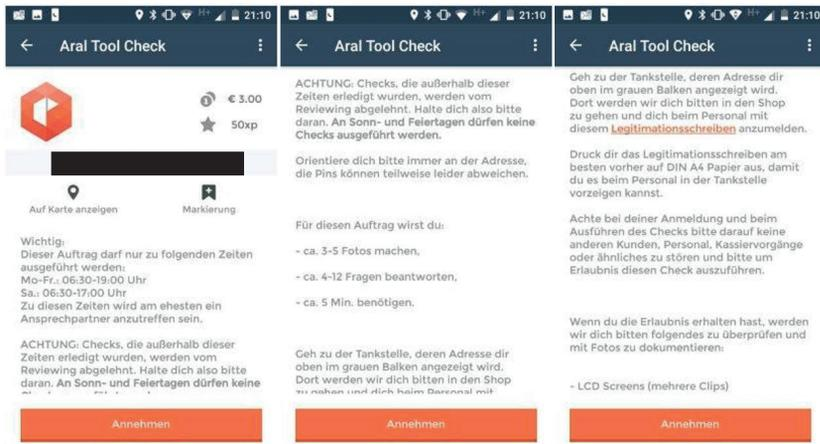 21:10
Aral Tool Check
€ 3.00
50xp
Auf Karte anzeigen
Markierung
Wichtig:
Dieser Auftrag darf nur zu folgenden Zeiten
ausgeführt werden:
Mo-Fr.: 06:30-19:00 Uhr
Sa.: 06:30-17:00 Uhr
Zu diesen Zeiten wird am ehesten ein
Ansprechpartner anzutreffen sein.
ACHTUNG: Checks, die außerhalb dieser
Zeiten erledigt wurden, werden vom
Reviewing abgelehnt. Halte dich also bitte
daran. An Sonn- und Feiertagen dürfen keine
Annehmen
H+ 21:10
Aral Tool Check
ACHTUNG: Checks, die außerhalb dieser
Zeiten erledigt wurden, werden vom
Reviewing abgelehnt. Halte dich also bitte
daran. An Sonn- und Feiertagen dürfen keine
Checks ausgeführt werden.
Orientiere dich bitte immer an der Adresse,
die Pins können teilweise leider abweichen.
Für diesen Auftrag wirst du:
- ca. 3-5 Fotos machen,
- ca. 4-12 Fragen beantworten,
- ca. 5 Min. benötigen.
Geh zu der Tankstelle, deren Adresse dir
oben im grauen Balken angezeigt wird.
Dort werden wir dich bitten in den Shop
zu gehen und dich beim Personal mit
Annehmen
H+ 21:10
Aral Tool Check
Geh zu der Tankstelle, deren Adresse dir
oben im grauen Balken angezeigt wird.
Dort werden wir dich bitten in den Shop
zu gehen und dich beim Personal mit
diesem Legitimationsschreiben anzumelden.
Druck dir das Legitimationsschreiben am
besten vorher auf DIN A4 Papier aus, damit
du es beim Personal in der Tankstelle
vorzeigen kannst.
Achte bei deiner Anmeldung und beim
Ausführen des Checks bitte darauf keine
anderen Kunden, Personal, Kassiervorgänge
oder ähnliches zu stören und bitte um
Erlaubnis diesen Check auszuführen.
Wenn du die Erlaubnis erhalten hast, werden
wir dich bitten folgendes zu überprüfen und
mit Fotos zu dokumentieren:
- LCD Screens (mehrere Clips)
Annehmen